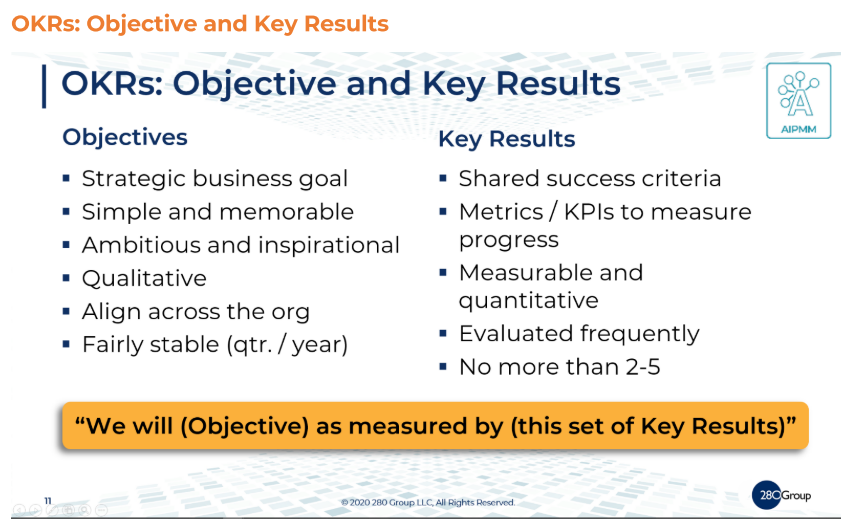 OKRs: Objective and Key Results
OKRs: Objective and Key Results
AIPMM
Objectives
Strategic business goal
Simple and memorable
Ambitious and inspirational
Qualitative
Align across the org
Fairly stable (qtr. / year)
Key Results
Shared success criteria
Metrics / KPIs to measure
progress
Measurable and
quantitative
Evaluated frequently
No more than 2-5
“We will (Objective) as measured by (this set of Key Results)”
11
© 2020 280 Group LLC, All Rights Reserved.
280 Group